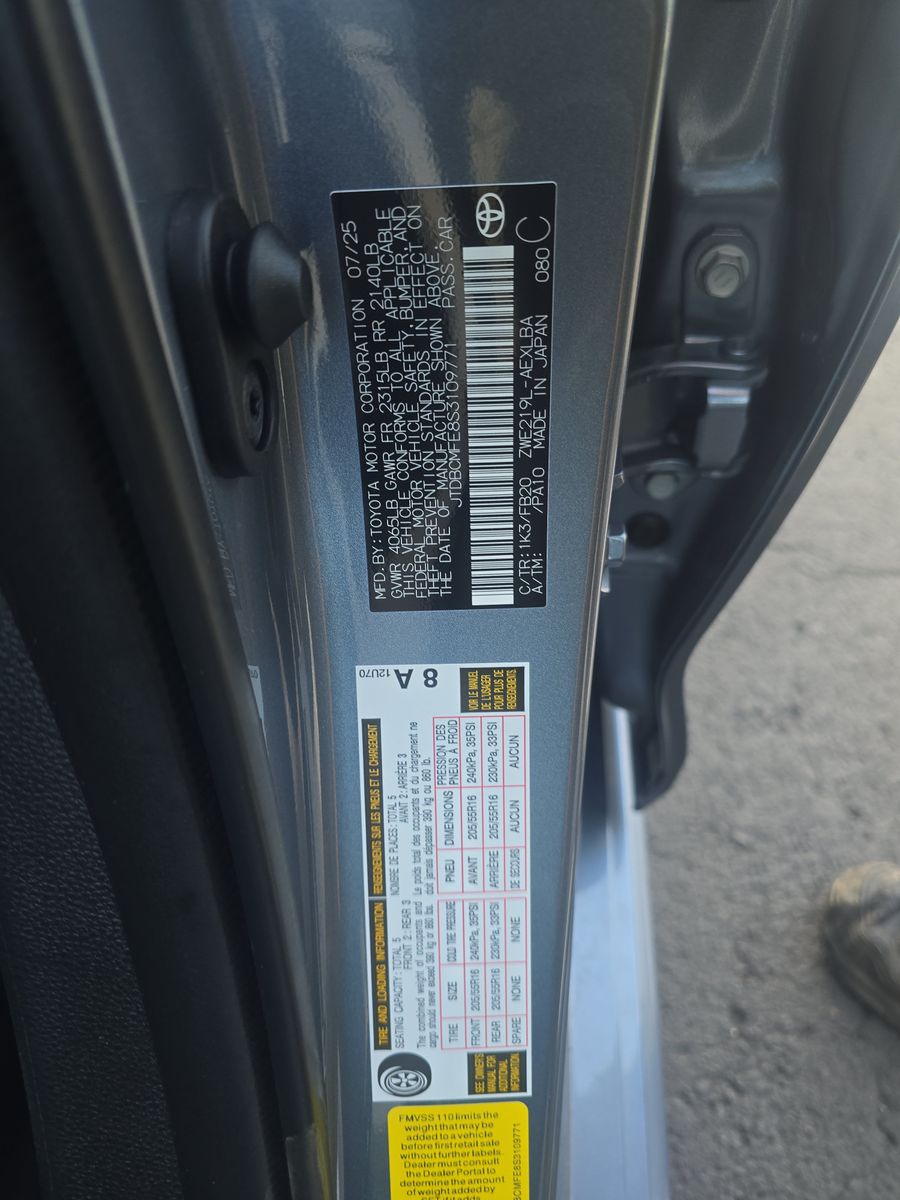 MFD.BY:TOYOTA MOTOR CORPORATION 07/25
GVWR 4065LB GAWR FR 2315LB RR 2140LB
THIS VEHICLE CONFORMS TO ALL APPLICABLE
FEDERAL MOTOR VEHICLE SAFETY,BUMPER,AND
THEFT PREVENTION STANDARDS IN EFFECT ON
THE DATE OF MANUFACTURE SHOWN ABOVE.
JTDBCMFE8S3109771 PASS.CAR
C/TR:1K3/FB20 ZWE219L-AEXLBA 080 C
A/TM: /PA10 MADE IN JAPAN
TIRE AND LOADING INFORMATION
RENSEIGNEMENTS SUR LES PNEUS ET LE CHARGEMENT
12U70
8A
SEATING CAPACITY:TOTAL 5
FRONT 2:REAR 3
NOMBRE DE PLACES:TOTAL 5
AVANT 2:ARRIÈRE 3
The combined weight of occupants and
cargo should never exceed 390 kg or 860 lbs.
Le poids total des occupants et du chargement ne
doit jamais dépasser 390 kg ou 860 lb.
TIRE SIZE COLD TIRE PRESSURE
FRONT 205/55R16 240kPa, 35PSI
REAR 205/55R16 230kPa, 33PSI
SPARE NONE NONE
PNEU DIMENSIONS PRESSION DES PNEUS À FROID
AVANT 205/55R16 240kPa, 35PSI
ARRIÈRE 205/55R16 230kPa, 33PSI
DE SECOURS AUCUN AUCUN
SEE OWNER'S
MANUAL FOR
ADDITIONAL
INFORMATION
VOIR LE MANUEL
DE L'USAGER
POUR PLUS DE
RENSEIGNEMENTS
FMVSS 110 limits the
weight that may be
added to a vehicle
before first retail sale
without further labels.
Dealer must consult
the Dealer Portal to
determine the amount
of weight added by
BCMFE8S3109771